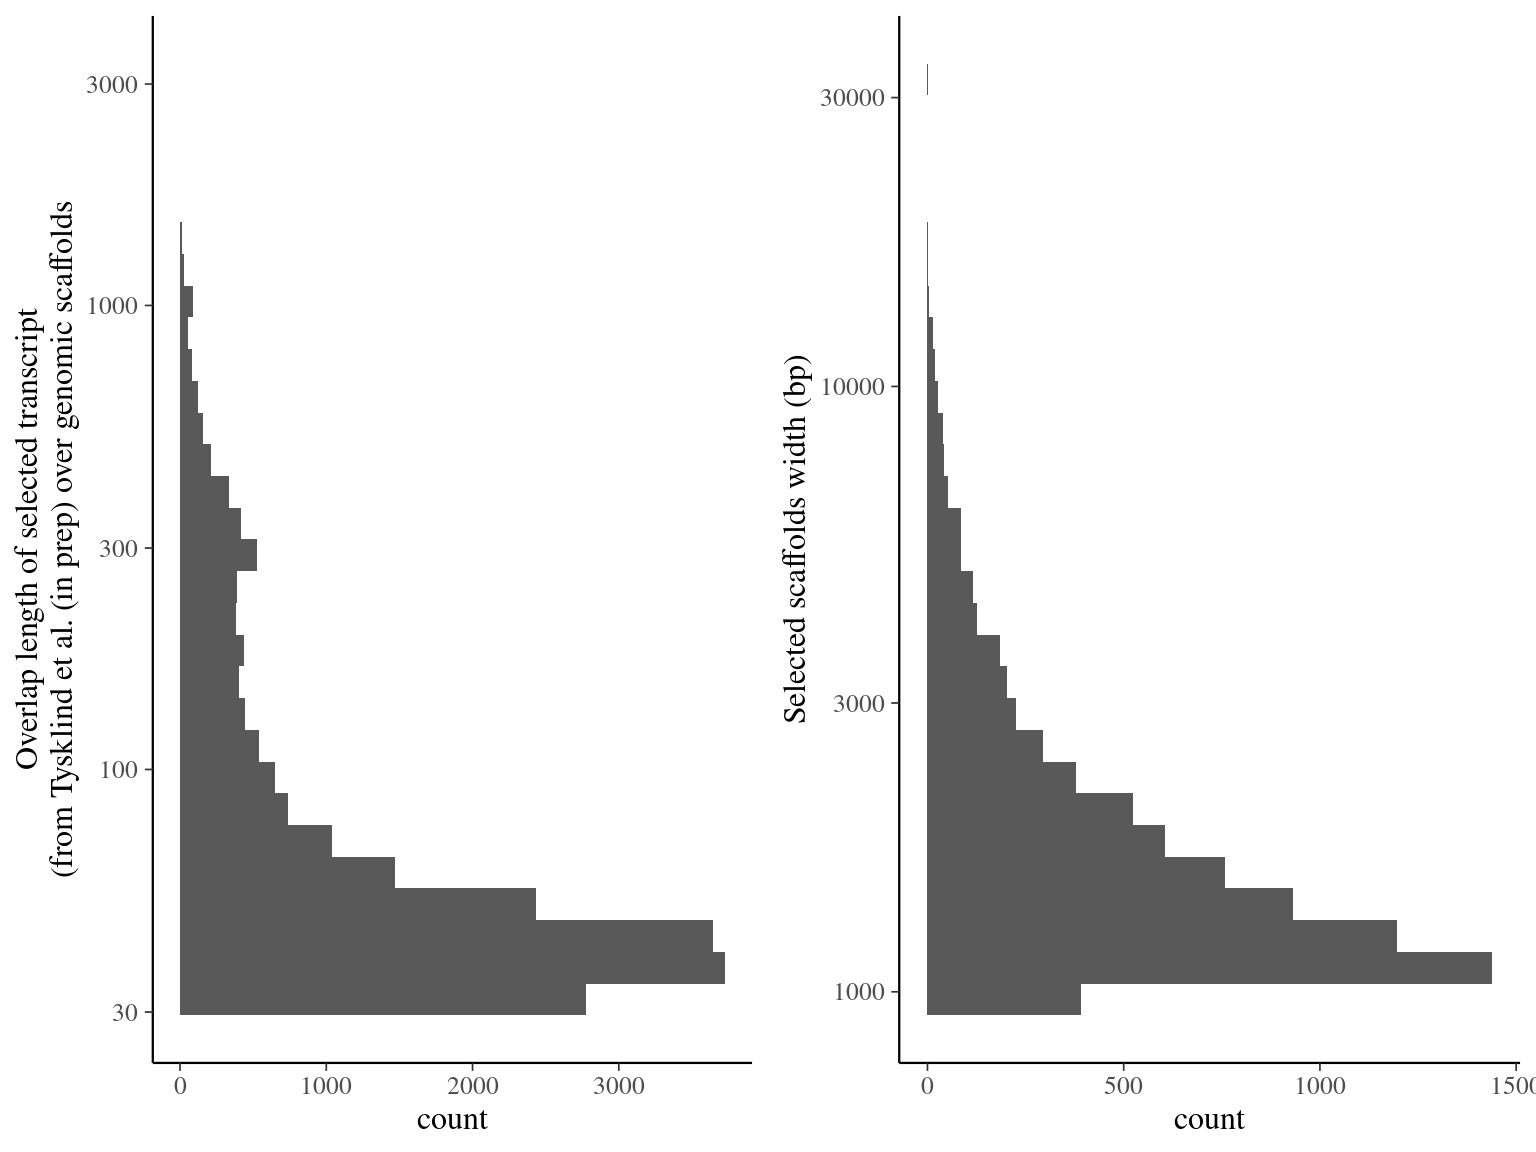 Overlap length of selected transcript
(from Tysklind et al. (in prep) over genomic scaffolds
3000
1000
300
100
30
0 1000 2000 3000
count
Selected scaffolds width (bp)
30000
10000
3000
1000
0 500 1000 1500
count